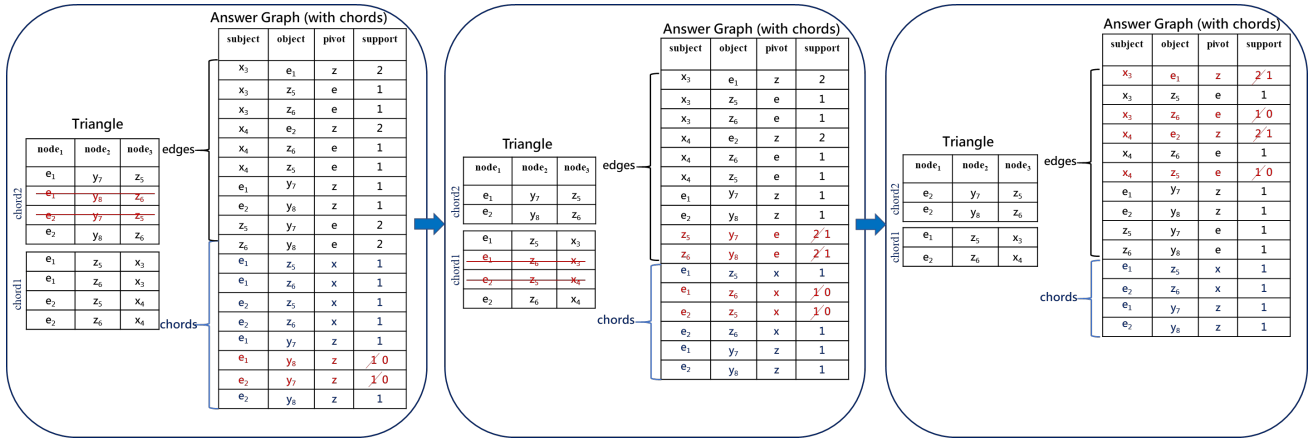 Answer Graph (with chords)
subject object pivot support
x₃ e₁ z 2
x₃ z₅ e 1
x₃ z₆ e 1
x₄ e₂ z 2
x₄ z₆ e 1
x₄ z₅ e 1
e₁ y₇ z 1
e₂ y₈ z 1
z₅ y₇ e 2
z₆ y₈ e 2
e₁ z₅ x 1
e₁ z₆ x 1
e₂ z₅ x 1
e₂ z₆ x 1
e₁ y₇ z 1
e₁ y₈ z 1 0
e₂ y₇ z 1 0
e₂ y₈ z 1
edges
chords
Triangle
node₁ node₂ node₃
chord2
e₁ y₇ z₅
e₁ y₈ z₆
e₂ y₇ z₅
e₂ y₈ z₆
chord1
e₁ z₅ x₃
e₁ z₆ x₃
e₂ z₅ x₄
e₂ z₆ x₄
Answer Graph (with chords)
subject object pivot support
x₃ e₁ z 2
x₃ z₅ e 1
x₃ z₆ e 1
x₄ e₂ z 2
x₄ z₆ e 1
x₄ z₅ e 1
e₁ y₇ z 1
e₂ y₈ z 1
z₅ y₇ e 2 1
z₆ y₈ e 2 1
e₁ z₅ x 1
e₁ z₆ x 1 0
e₂ z₅ x 1 0
e₂ z₆ x 1
e₁ y₇ z 1
e₂ y₈ z 1
edges
chords
Triangle
node₁ node₂ node₃
chord2
e₁ y₇ z₅
e₂ y₈ z₆
chord1
e₁ z₅ x₃
e₁ z₆ x₃
e₂ z₅ x₄
e₂ z₆ x₄
Answer Graph (with chords)
subject object pivot support
x₃ e₁ z 2 1
x₃ z₅ e 1
x₃ z₆ e 1 0
x₄ e₂ z 2 1
x₄ z₆ e 1
x₄ z₅ e 1 0
e₁ y₇ z 1
e₂ y₈ z 1
z₅ y₇ e 1
z₆ y₈ e 1
e₁ z₅ x 1
e₂ z₆ x 1
e₁ y₇ z 1
e₂ y₈ z 1
edges
chords
Triangle
node₁ node₂ node₃
chord2
e₂ y₇ z₅
e₂ y₈ z₆
chord1
e₁ z₅ x₃
e₂ z₆ x₄